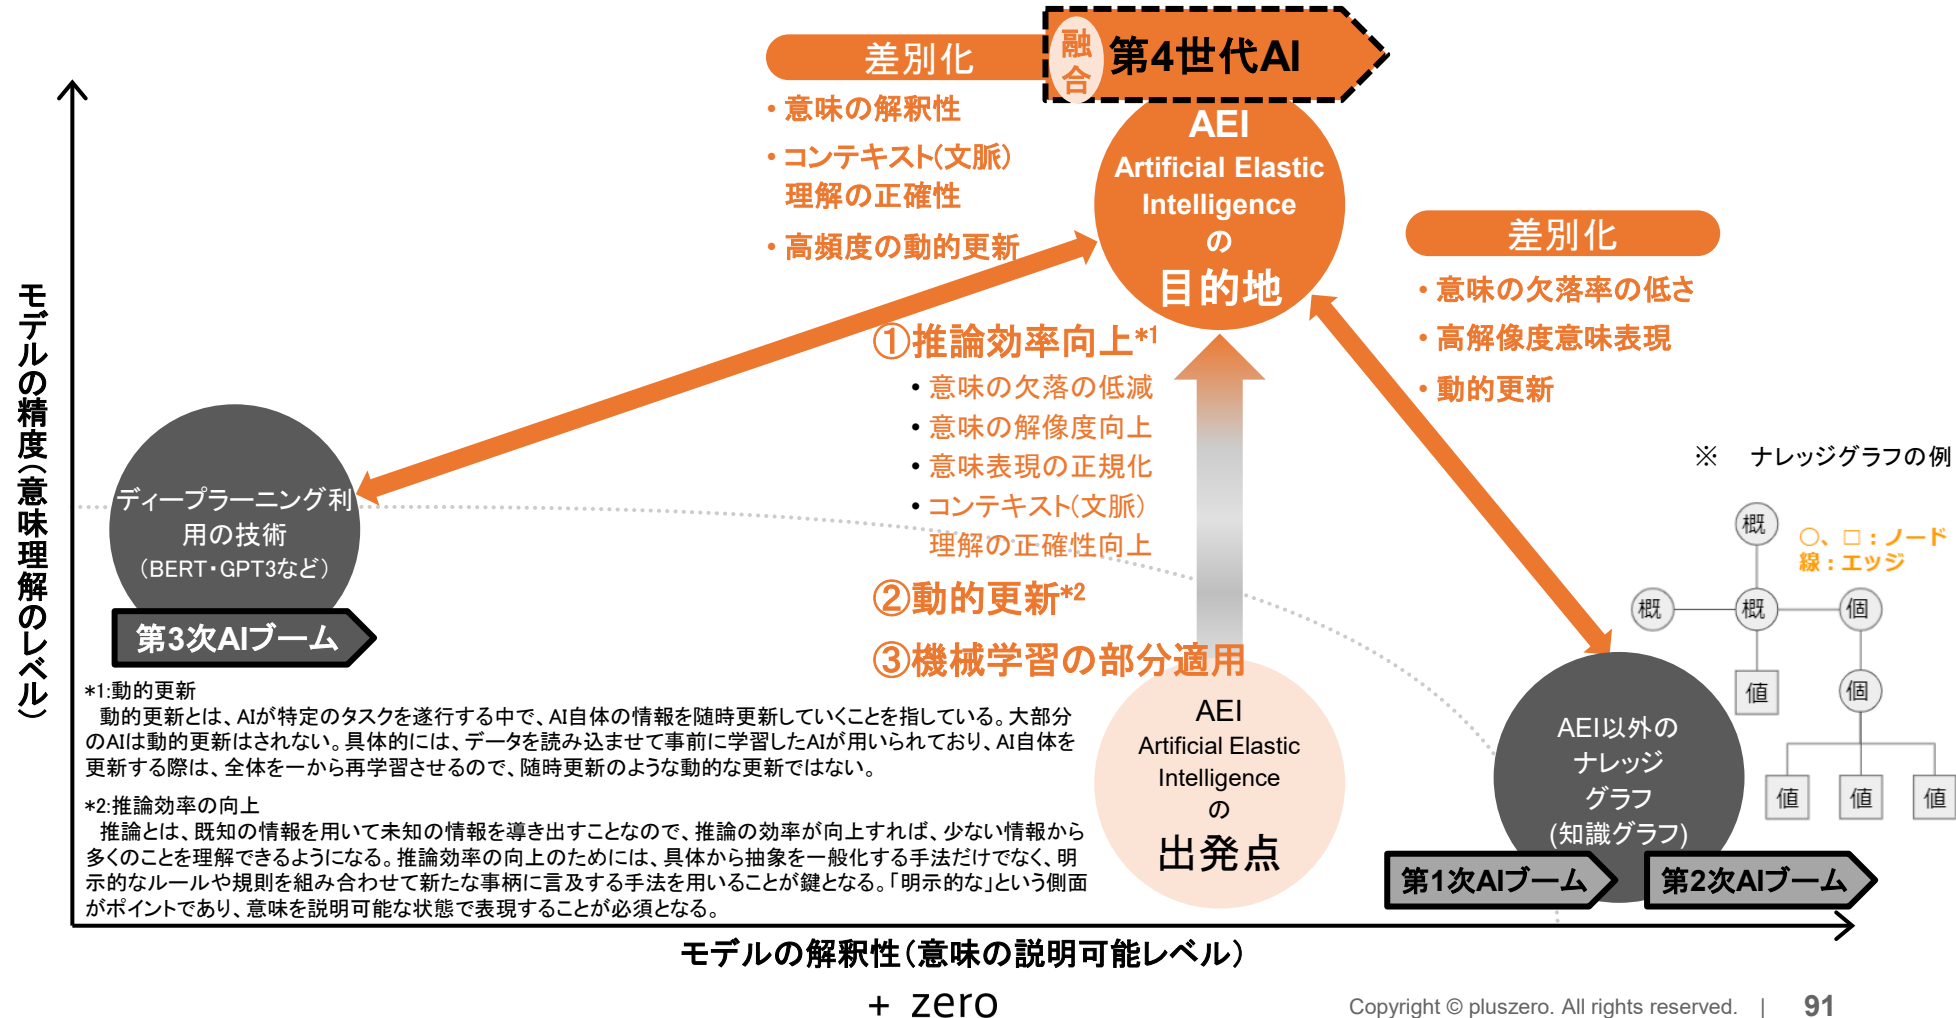 融合
第4世代AI
差別化
・意味の解釈性
・コンテキスト(文脈)
理解の正確性
・高頻度の動的更新
AEI
Artificial Elastic
Intelligence
の
目的地
差別化
・意味の欠落率の低さ
・高解像度意味表現
・動的更新
①推論効率向上*1
・意味の欠落の低減
・意味の解像度向上
・意味表現の正規化
・コンテキスト(文脈)
理解の正確性向上
②動的更新*2
③機械学習の部分適用
ディープラーニング利
用の技術
(BERT・GPT3など)
第3次AIブーム
※ ナレッジグラフの例
概
○、□:ノード
線:エッジ
概
概
個
値
個
値
値
値
AEI
Artificial Elastic
Intelligence
の
出発点
AEI以外の
ナレッジ
グラフ
(知識グラフ)
第1次AIブーム
第2次AIブーム
*1:動的更新
動的更新とは、AIが特定のタスクを遂行する中で、AI自体の情報を随時更新していくことを指している。大部分
のAIは動的更新はされない。具体的には、データを読み込ませて事前に学習したAIが用いられており、AI自体を
更新する際は、全体を一から再学習させるので、随時更新のような動的な更新ではない。
*2:推論効率の向上
推論とは、既知の情報を用いて未知の情報を導き出すことなので、推論の効率が向上すれば、少ない情報から
多くのことを理解できるようになる。推論効率の向上のためには、具体から抽象を一般化する手法だけでなく、明
示的なルールや規則を組み合わせて新たな事柄に言及する手法を用いることが鍵となる。「明示的な」という側面
がポイントであり、意味を説明可能な状態で表現することが必須となる。
モデルの精度(意味理解のレベル)
モデルの解釈性(意味の説明可能レベル)
+ zero
Copyright © pluszero. All rights reserved. | 91